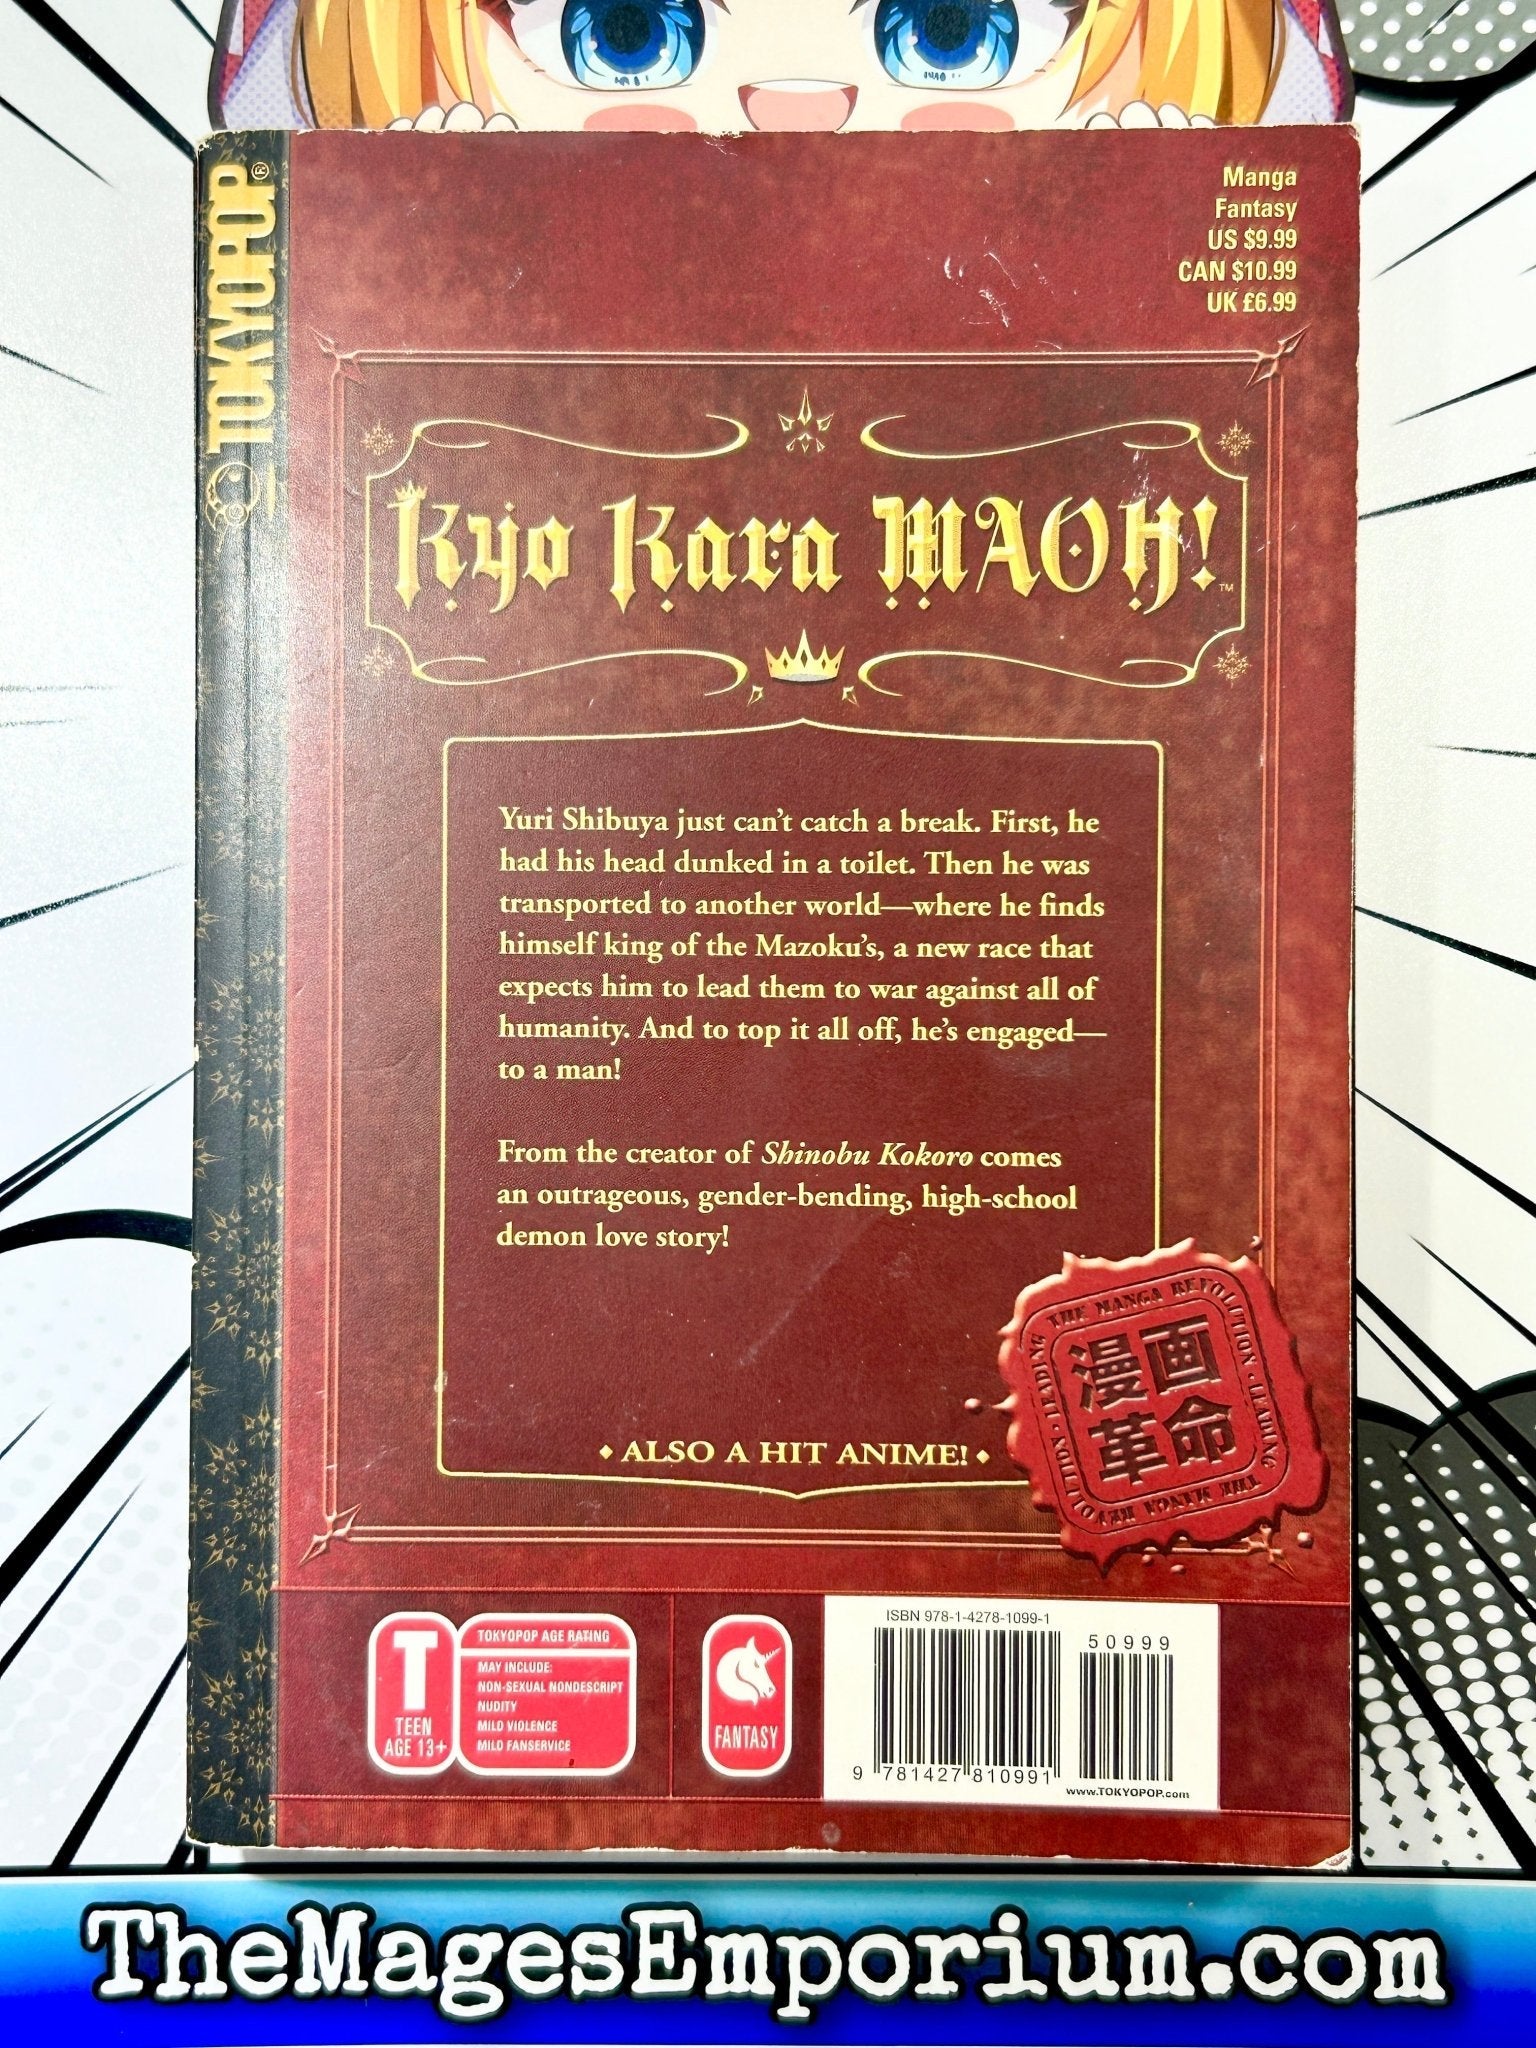 TOKYOPOP®
Manga
Fantasy
US $9.99
CAN $10.99
UK £6.99
Kyo Kara MAOH!™
Yuri Shibuya just can't catch a break. First, he
had his head dunked in a toilet. Then he was
transported to another world—where he finds
himself king of the Mazoku's, a new race that
expects him to lead them to war against all of
humanity. And to top it all off, he's engaged—
to a man!
From the creator of Shinobu Kokoro comes
an outrageous, gender-bending, high-school
demon love story!
ALSO A HIT ANIME!
LEADING THE MANGA REVOLUTION · LEADING THE MANGA REVOLUTION ·
漫画
革命
T
TEEN
AGE 13+
TOKYOPOP AGE RATING
MAY INCLUDE:
NON-SEXUAL NONDESCRIPT
NUDITY
MILD VIOLENCE
MILD FANSERVICE
FANTASY
ISBN 978-1-4278-1099-1
50999
9 781427 810991
www.TOKYOPOP.com
TheMagesEmporium.com